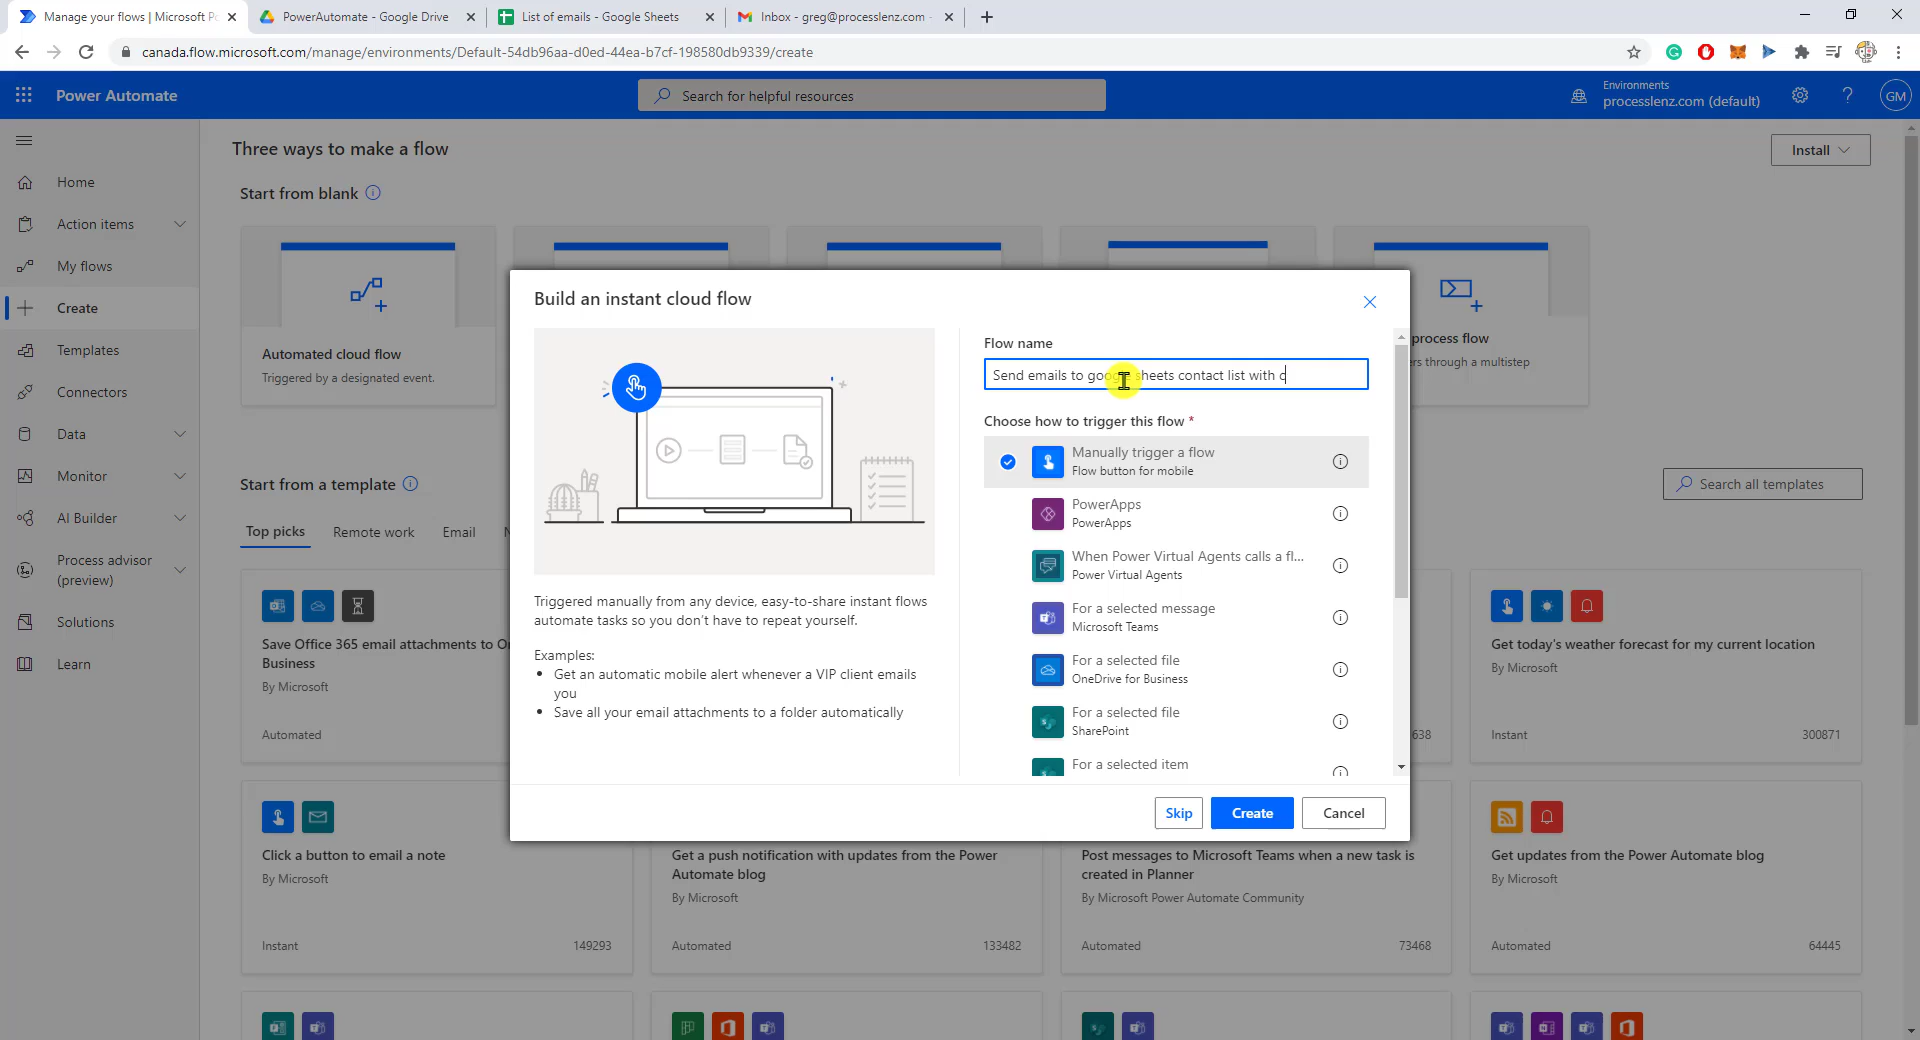 Manage your flows | Microsoft Po
PowerAutomate - Google Drive
List of emails - Google Sheets
Inbox - greg@processlenz.com -
canada.flow.microsoft.com/manage/environments/Default-54db96aa-d0ed-44ea-b7cf-198580db9339/create
Power Automate
Search for helpful resources
Environments
processlenz.com (default)
GM
Home
Action items
My flows
Create
Templates
Connectors
Data
Monitor
AI Builder
Process advisor
(preview)
Solutions
Learn
Three ways to make a flow
Install
Start from blank
Automated cloud flow
Triggered by a designated event.
process flow
ers through a multistep
Build an instant cloud flow
Triggered manually from any device, easy-to-share instant flows
automate tasks so you don't have to repeat yourself.
Examples:
Get an automatic mobile alert whenever a VIP client emails
you
Save all your email attachments to a folder automatically
Flow name
Send emails to google sheets contact list with c
Choose how to trigger this flow *
Manually trigger a flow
Flow button for mobile
PowerApps
PowerApps
When Power Virtual Agents calls a fl...
Power Virtual Agents
For a selected message
Microsoft Teams
For a selected file
OneDrive for Business
For a selected file
SharePoint
For a selected item
Skip
Create
Cancel
Start from a template
Search all templates
Top picks
Remote work
Email
N
Save Office 365 email attachments to On
Business
By Microsoft
Automated
638
Get today's weather forecast for my current location
By Microsoft
Instant
300871
Click a button to email a note
By Microsoft
Instant
149293
Get a push notification with updates from the Power
Automate blog
By Microsoft
Automated
133482
Post messages to Microsoft Teams when a new task is
created in Planner
By Microsoft Power Automate Community
Automated
73468
Get updates from the Power Automate blog
By Microsoft
Automated
64445